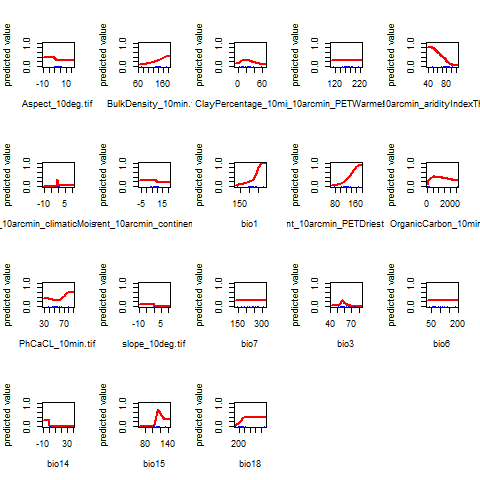 predicted value predicted value predicted value predicted value predicted value
0.0 1.0 0.0 1.0 0.0 1.0 0.0 1.0 0.0 1.0
-10 10 60 160 0 60 120 220 40 80
Aspect_10deg.tif BulkDensity_10min. ClayPercentage_10mi _10arcmin_PETWarme 10arcmin_aridityIndexTh
predicted value predicted value predicted value predicted value predicted value
0.0 1.0 0.0 1.0 0.0 1.0 0.0 1.0 0.0 1.0
-10 5 -5 15 150 80 160 0 2000
_10arcmin_climaticMois ent_10arcmin_continen bio1 nt_10arcmin_PETDriest OrganicCarbon_10min
predicted value predicted value predicted value predicted value predicted value
0.0 1.0 0.0 1.0 0.0 1.0 0.0 1.0 0.0 1.0
30 70 -10 5 150 300 40 70 50 200
PhCaCL_10min.tif slope_10deg.tif bio7 bio3 bio6
predicted value predicted value predicted value
0.0 1.0 0.0 1.0 0.0 1.0
-10 30 80 140 200
bio14 bio15 bio18